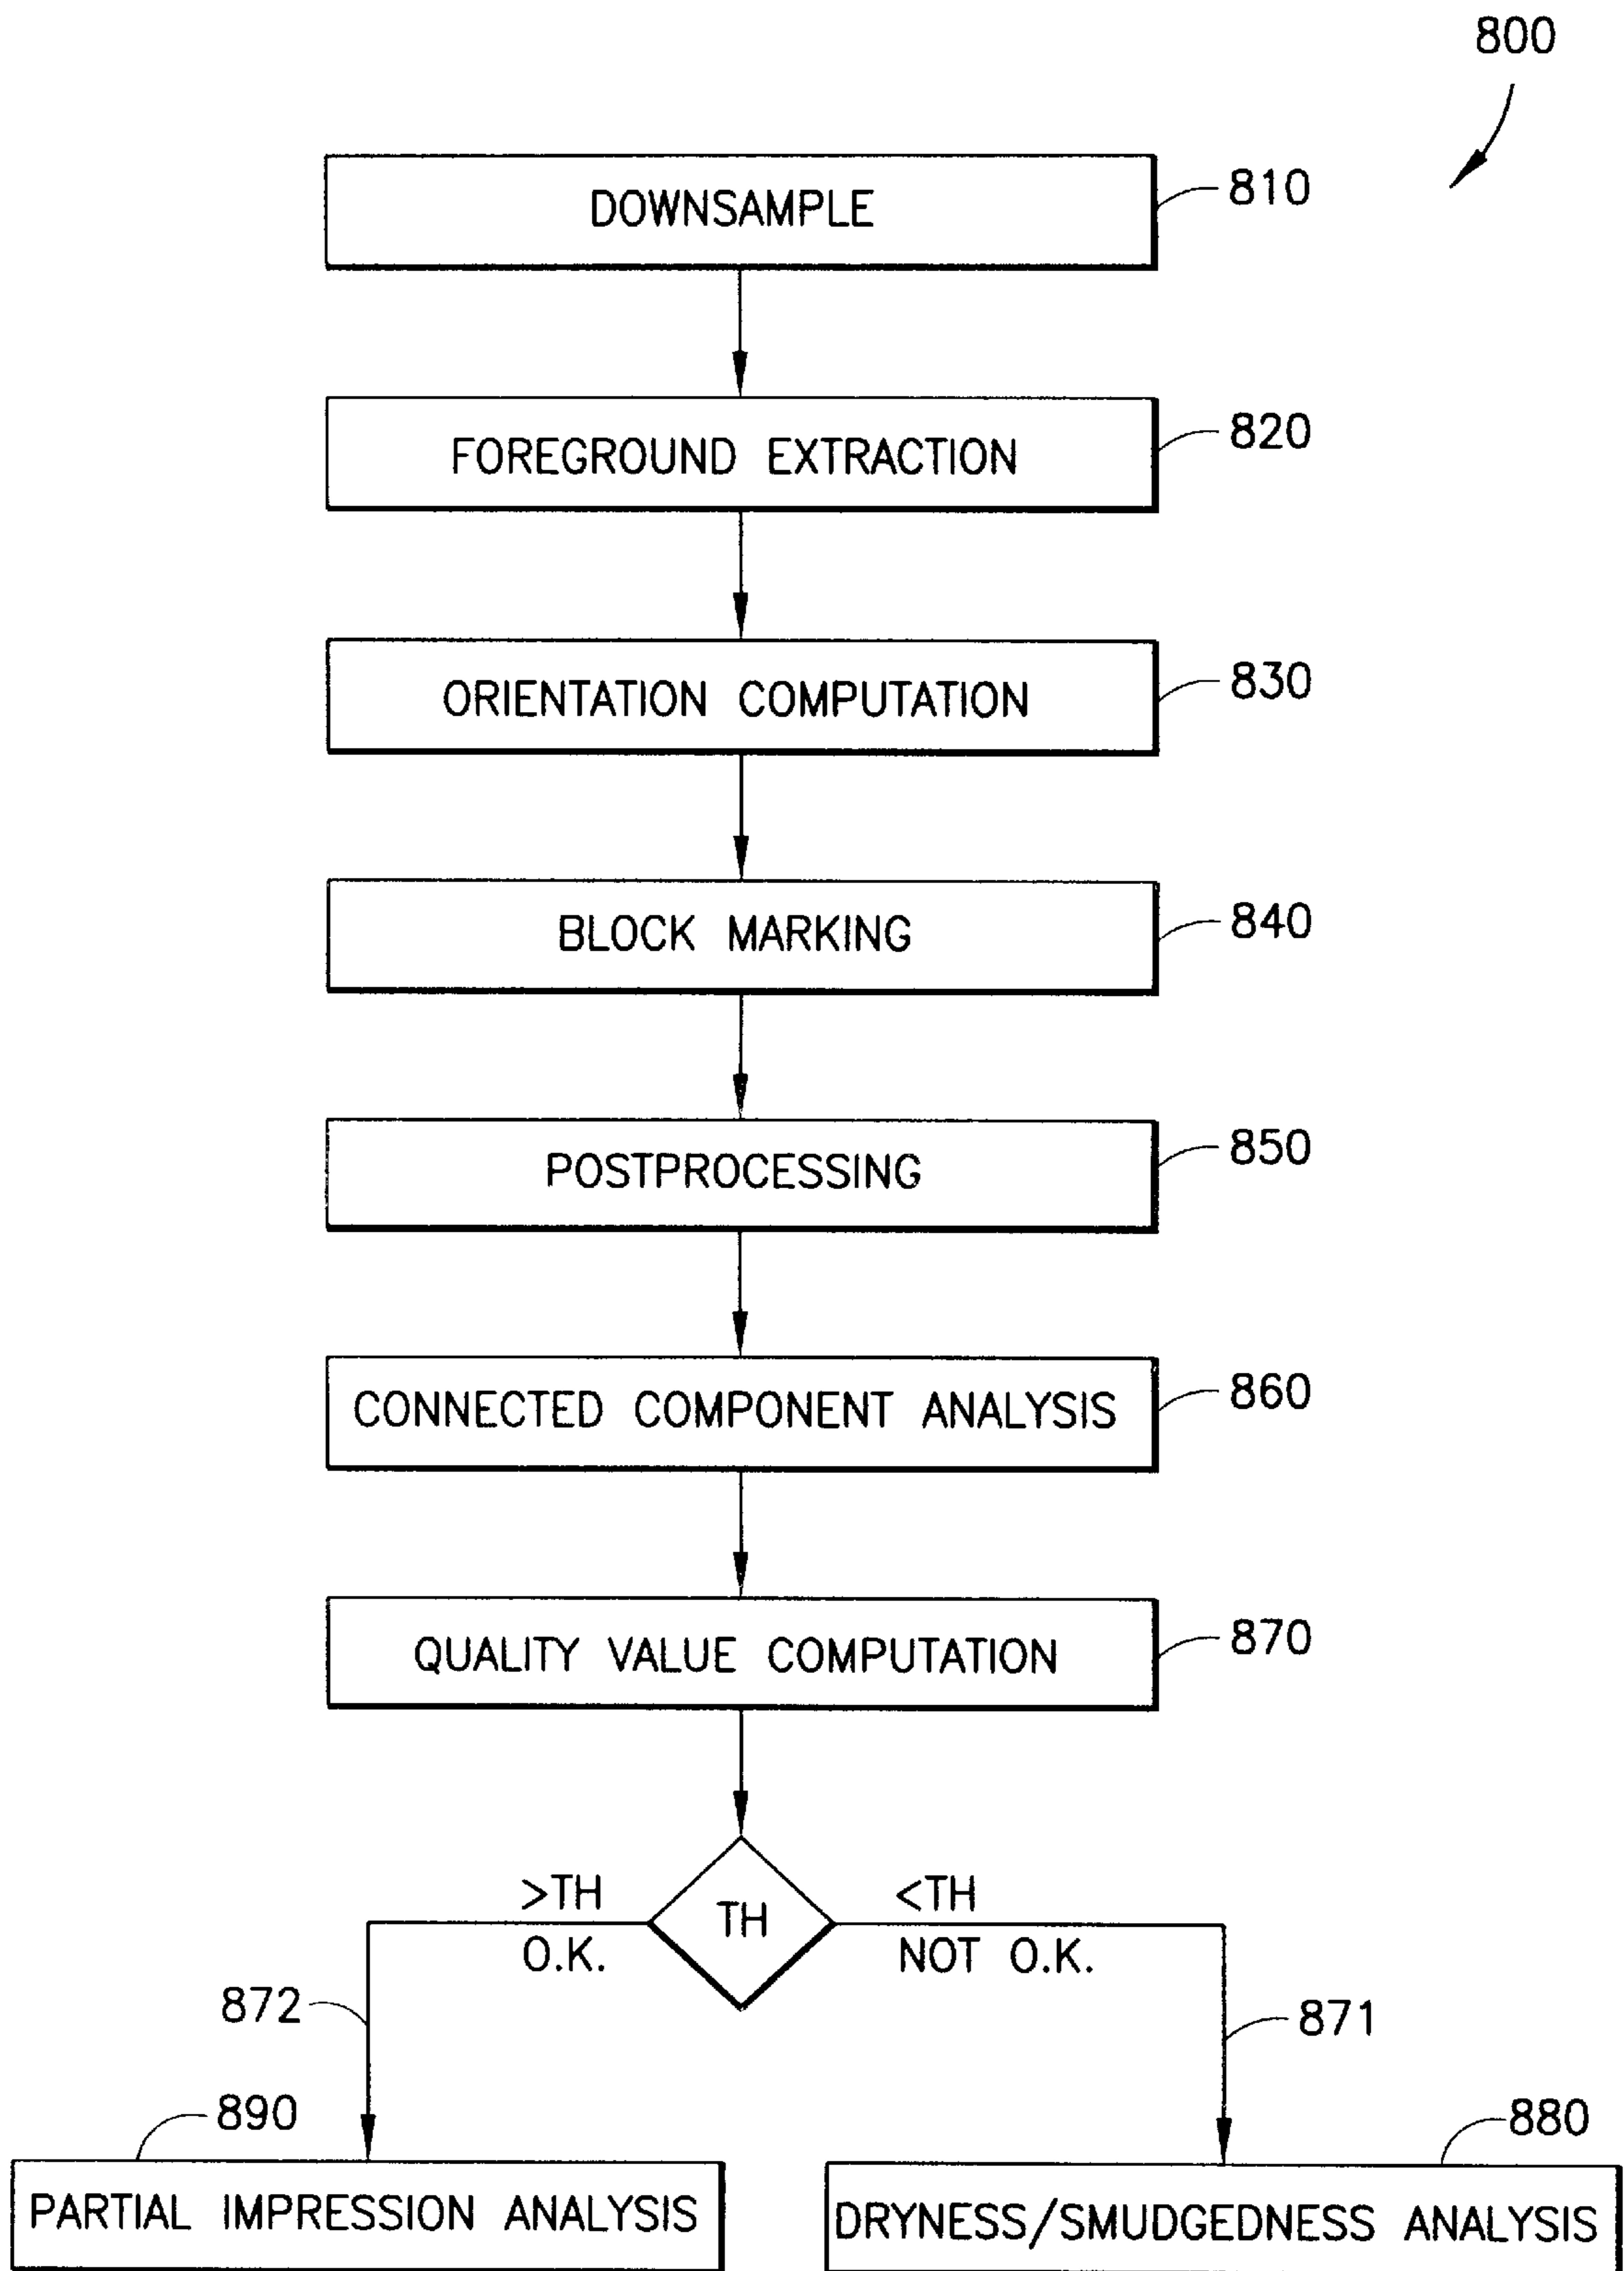 800
DOWNSAMPLE
810
FOREGROUND EXTRACTION
820
ORIENTATION COMPUTATION
830
BLOCK MARKING
840
POSTPROCESSING
850
CONNECTED COMPONENT ANALYSIS
860
QUALITY VALUE COMPUTATION
870
>TH
O.K.
TH
<TH
NOT O.K.
872
871
890
880
PARTIAL IMPRESSION ANALYSIS
DRYNESS/SMUDGEDNESS ANALYSIS